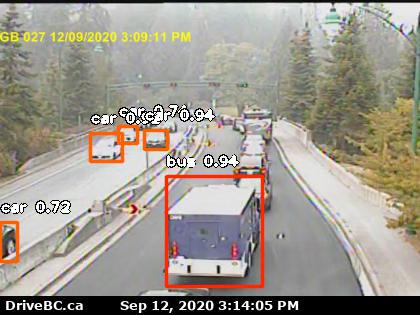 GB 027 12/09/2020 3:09:11 PM
car 0.94
bus 0.94
car 0.72
DriveBC.ca Sep 12, 2020 3:14:05 PM